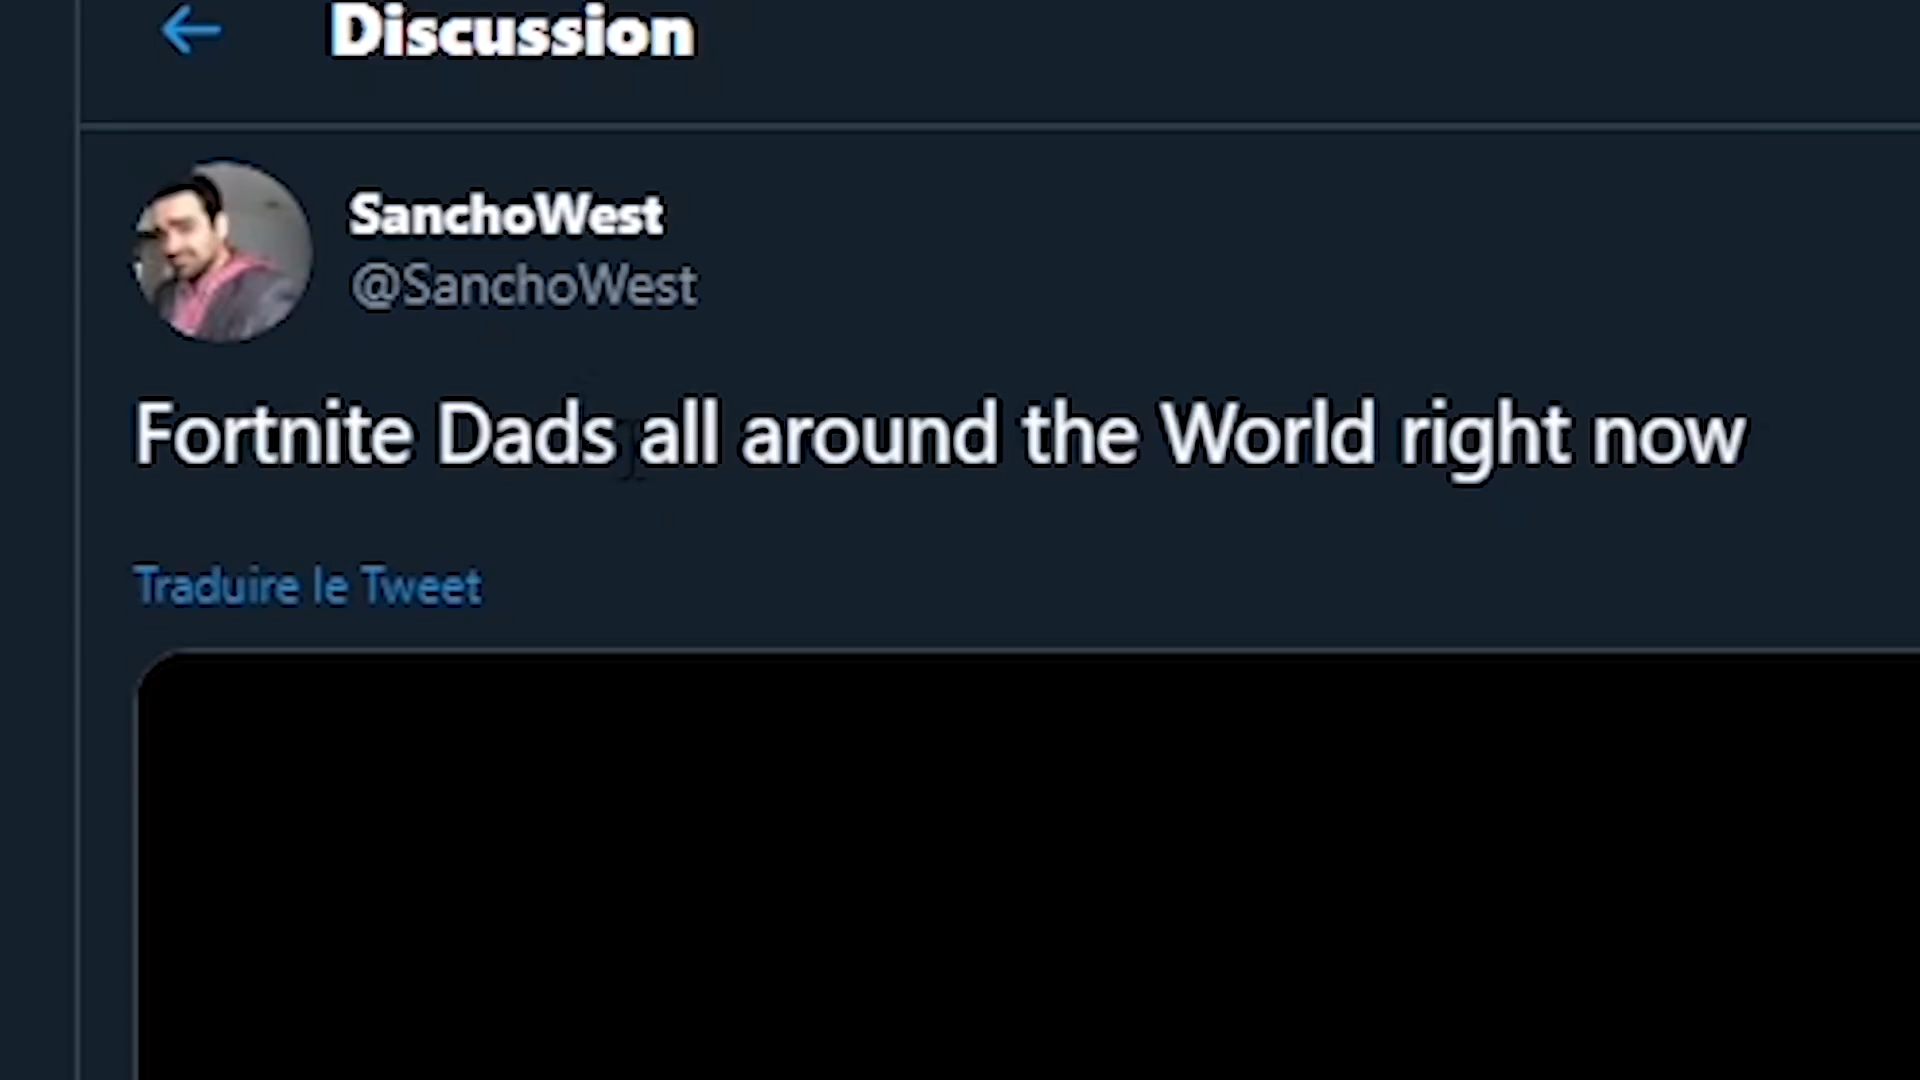 Discussion
SanchoWest
@SanchoWest
Fortnite Dads all around the World right now
Traduire le Tweet